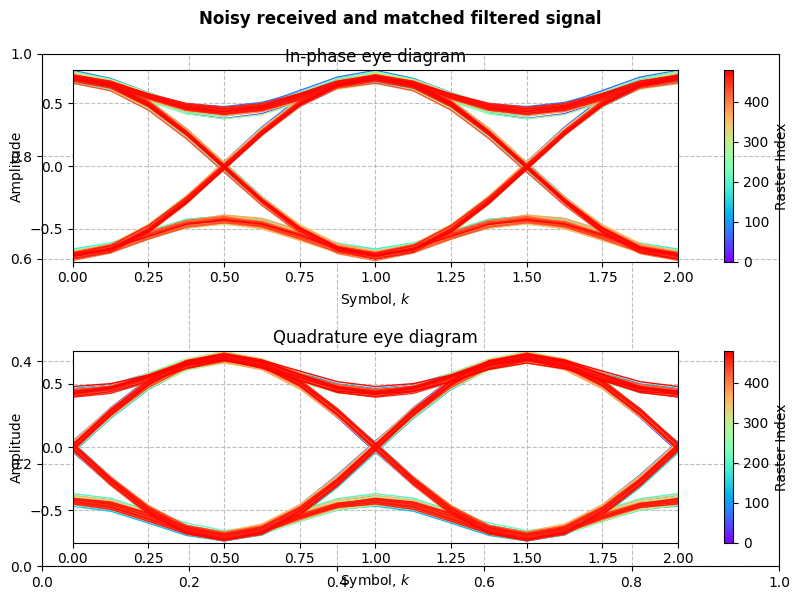 Noisy received and matched filtered signal
1.0
In-phase eye diagram
0.5
0.8
0.0
−0.5
0.6
Amplitude
400
300
200
100
0
Raster Index
0.00 0.25 0.50 0.75 1.00 1.25 1.50 1.75 2.00
Symbol, k
Quadrature eye diagram
0.4
0.5
0.0
0.2
−0.5
Amplitude
400
300
200
100
0
Raster Index
0.00 0.25 0.50 0.75 1.00 1.25 1.50 1.75 2.00
0.0
0.0 0.2 0.4 0.6 0.8 1.0
Symbol, k